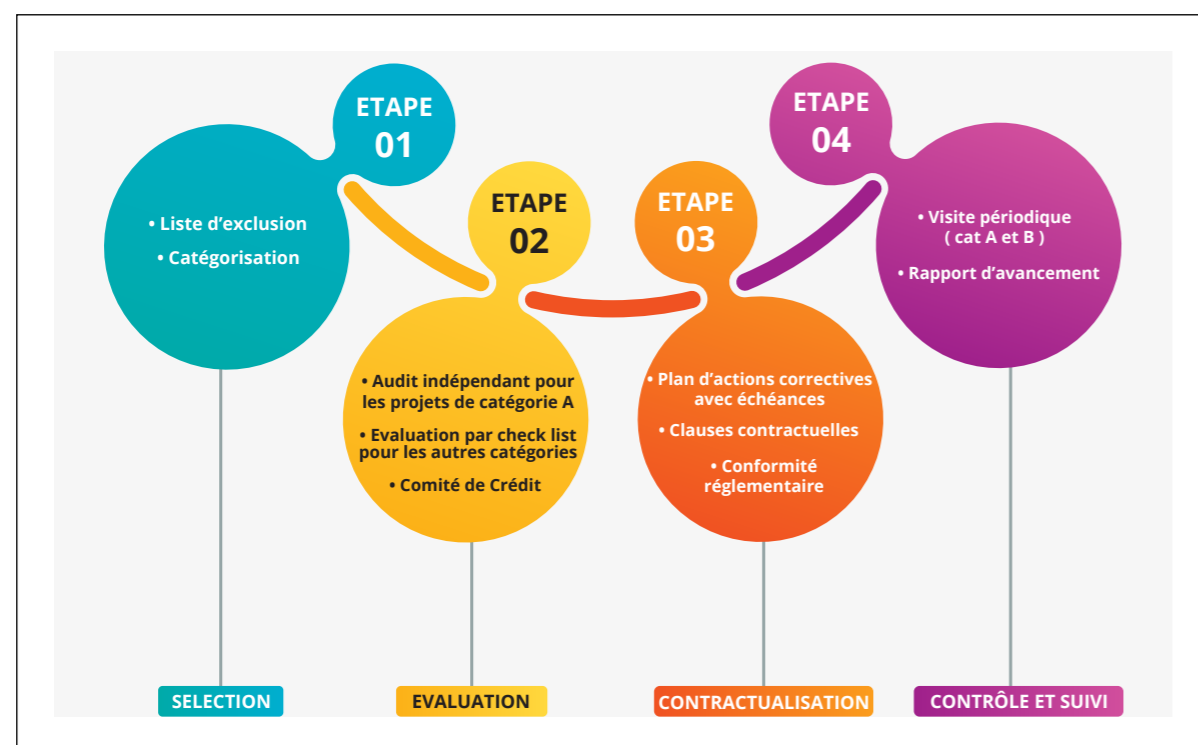 ETAPE
01
• Liste d’exclusion
• Catégorisation
SELECTION
ETAPE
02
• Audit indépendant pour
les projets de catégorie A
• Evaluation par check list
pour les autres catégories
• Comité de Crédit
EVALUATION
ETAPE
03
• Plan d’actions correctives
avec échéances
• Clauses contractuelles
• Conformité
réglementaire
CONTRACTUALISATION
ETAPE
04
• Visite périodique
( cat A et B )
• Rapport d’avancement
CONTRÔLE ET SUIVI